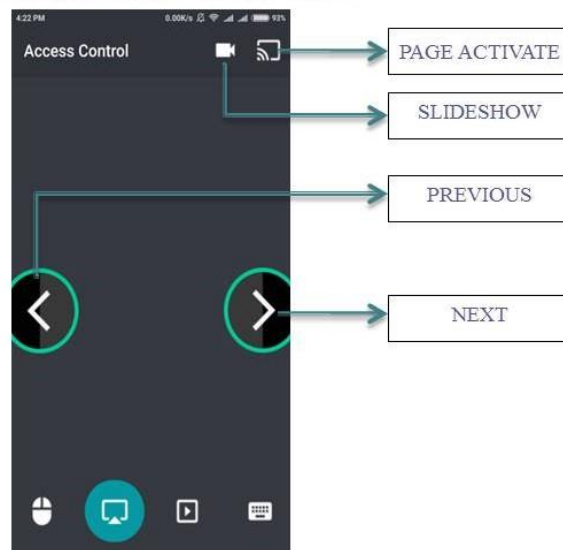 4:22 PM 0.00K/s 93%
Access Control
PAGE ACTIVATE
SLIDESHOW
PREVIOUS
NEXT